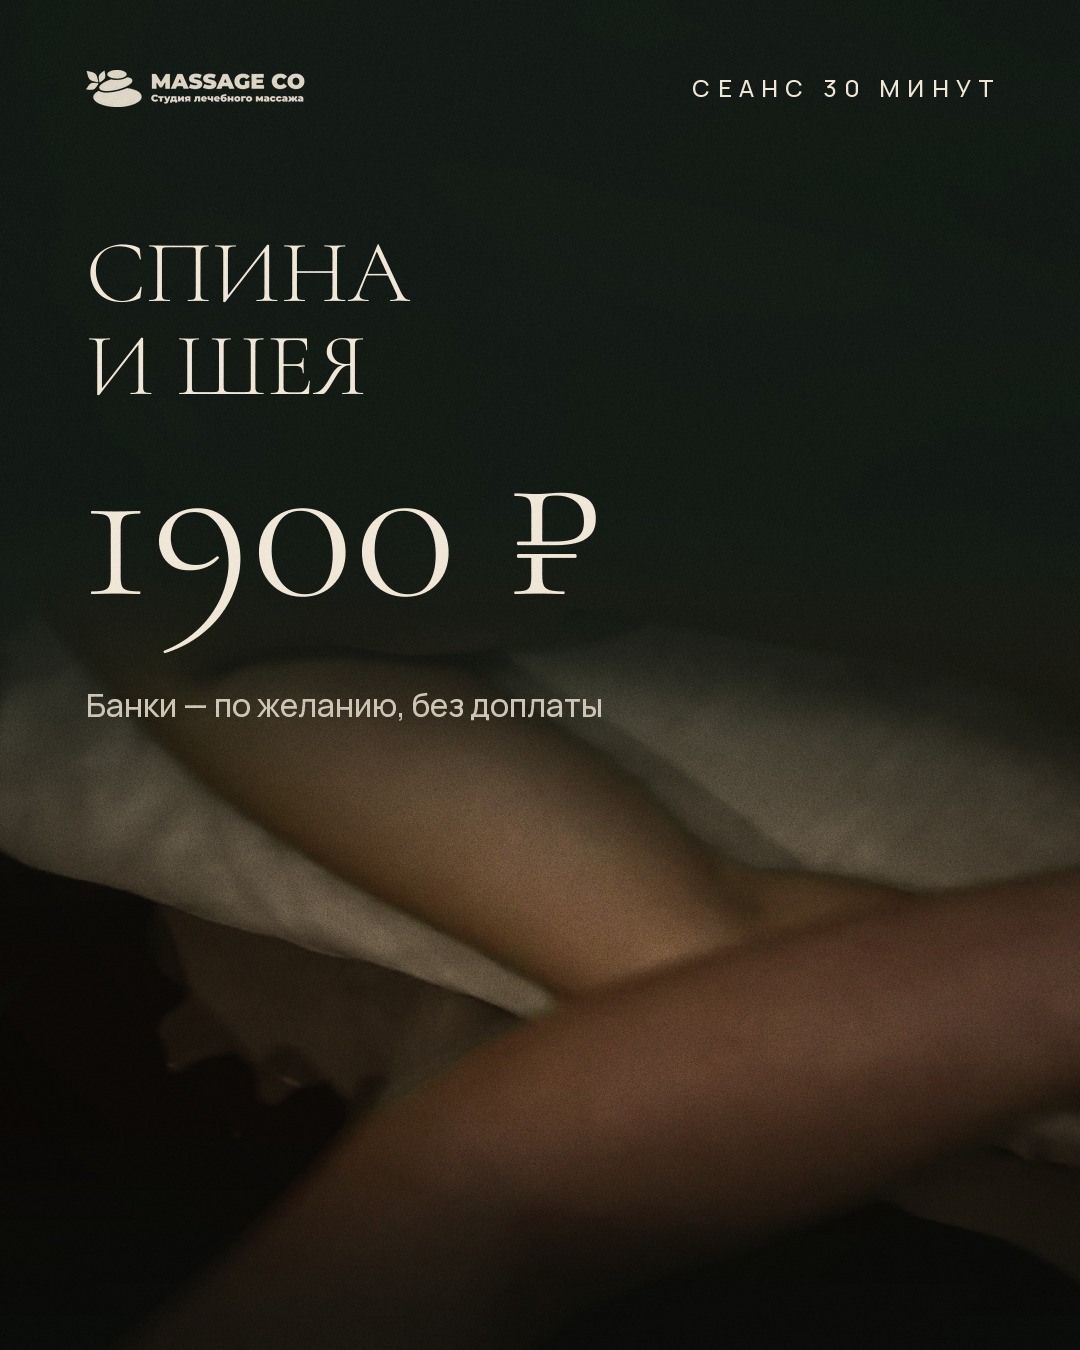 MASSAGE CO
Студия лечебного массажа
СЕАНС 30 МИНУТ
СПИНА
И ШЕЯ
1900 ₽
Банки — по желанию, без доплаты